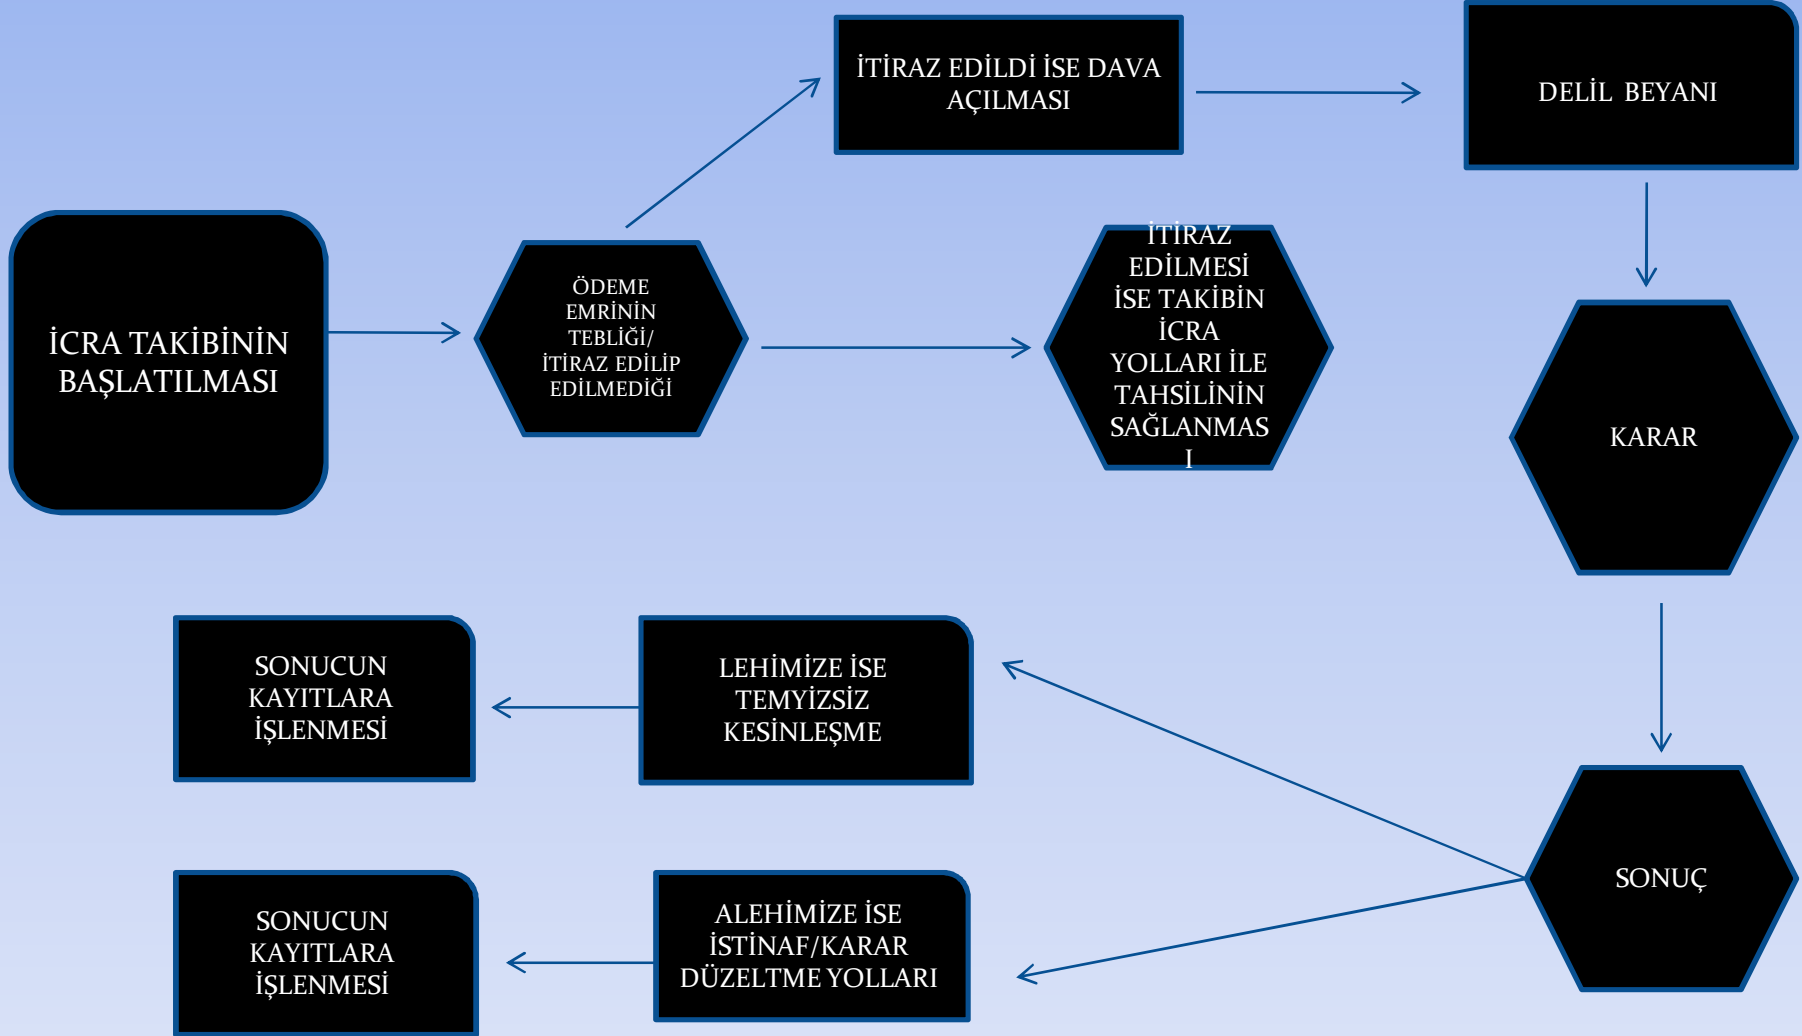 İTİRAZ EDİLDİ İSE DAVA
AÇILMASI
DELİL  BEYANI
İCRA TAKİBİNİN
BAŞLATILMASI
ÖDEME
EMRİNİN
TEBLİĞİ/
İTİRAZ EDİLİP
EDİLMEDİĞİ
İTİRAZ
EDİLMESİ
İSE TAKİBİN
İCRA
YOLLARI İLE
TAHSİLİNİN
SAĞLANMAS
I
KARAR
SONUCUN
KAYITLARA
İŞLENMESİ
LEHİMİZE İSE
TEMYİZSİZ
KESİNLEŞME
SONUÇ
SONUCUN
KAYITLARA
İŞLENMESİ
ALEHİMİZE İSE
İSTİNAF/KARAR
DÜZELTME YOLLARI